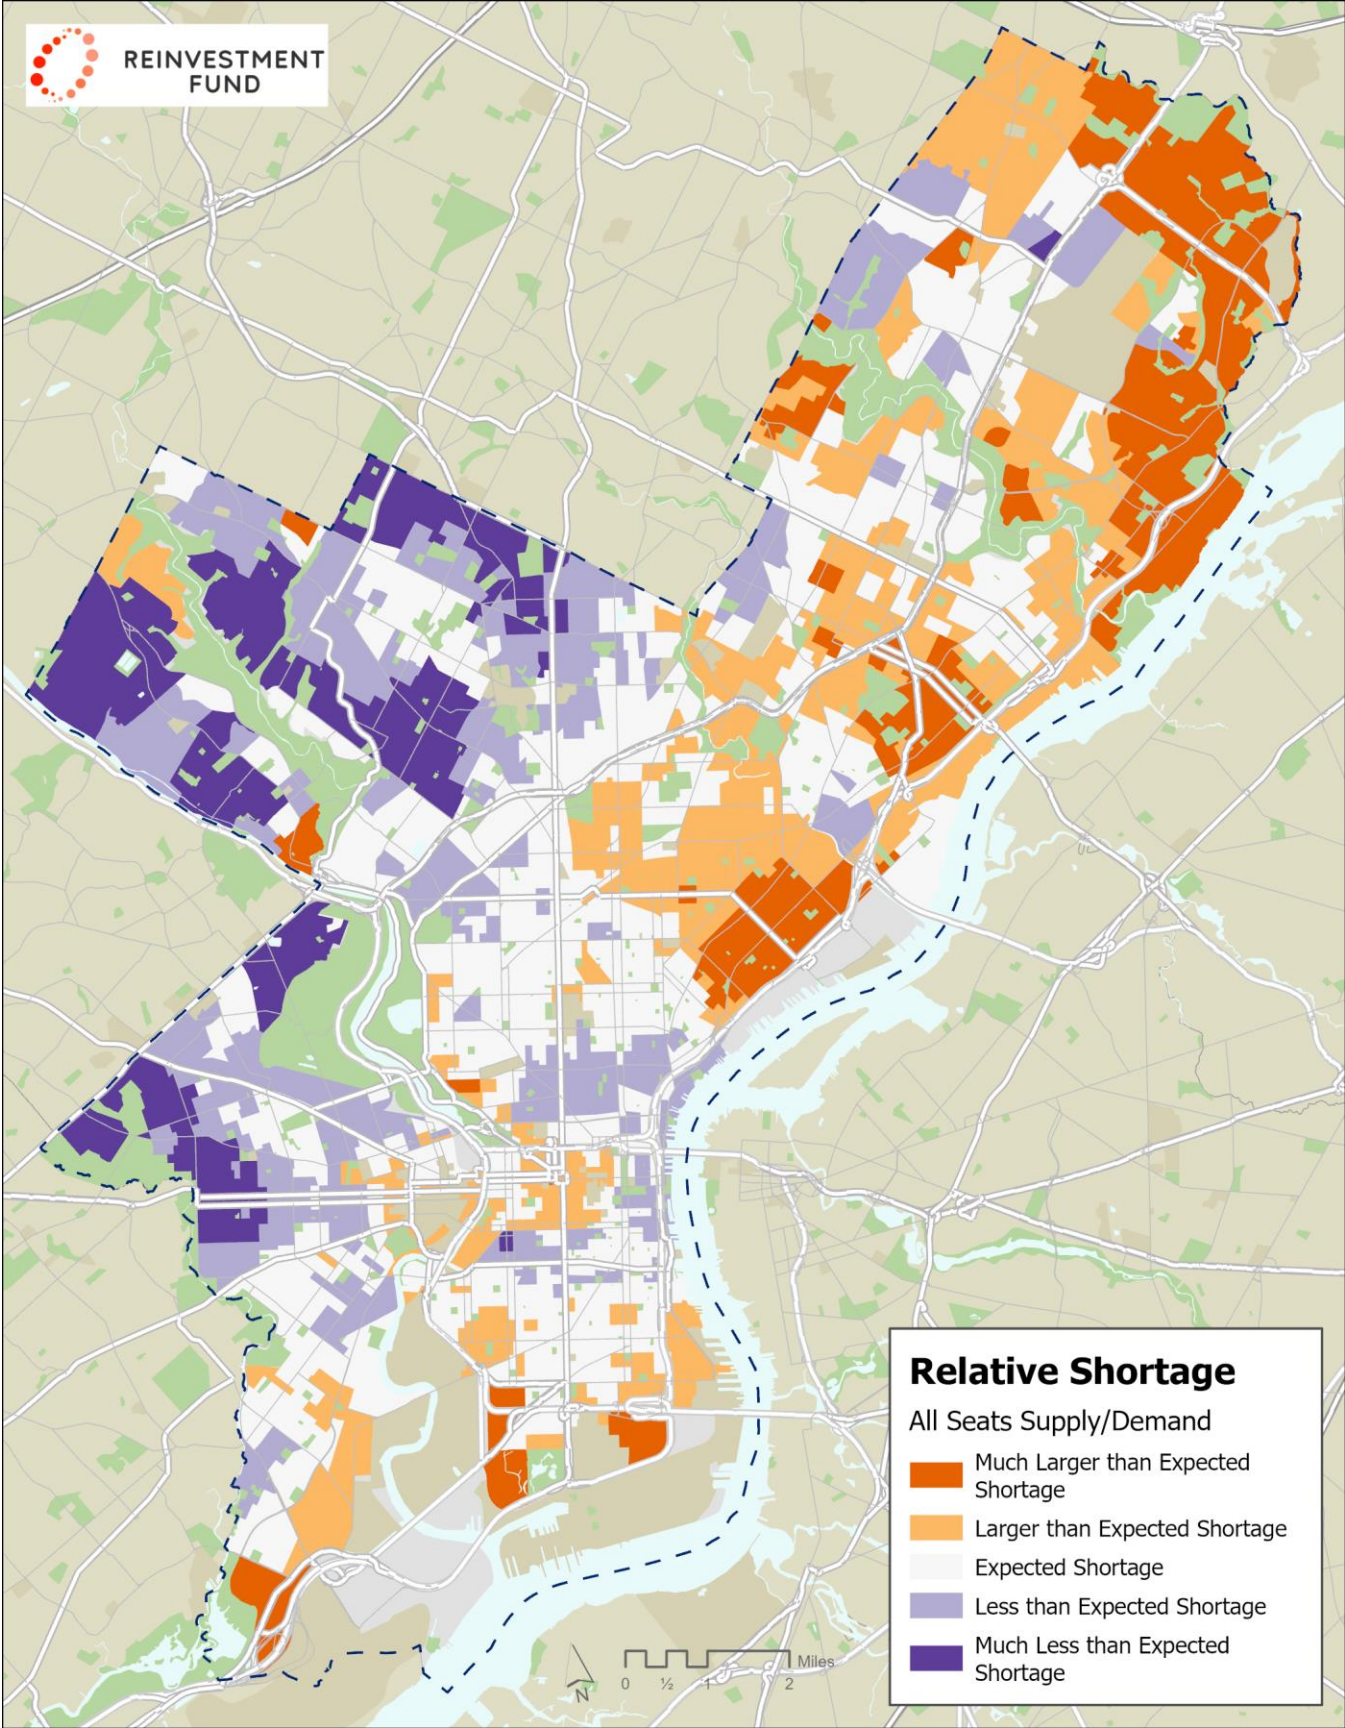 REINVESTMENT
FUND
Relative Shortage
All Seats Supply/Demand
Much Larger than Expected
Shortage
Larger than Expected Shortage
Expected Shortage
Less than Expected Shortage
Much Less than Expected
Shortage
N
Miles
0 ½ 1 2